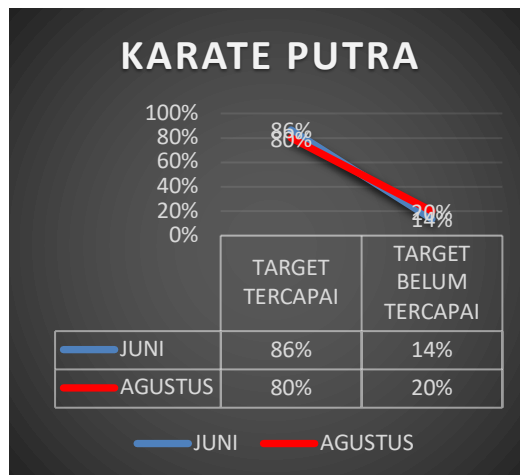 KARATE PUTRA
100%
80%
60%
40%
20%
0%
86%
80%
20%
14%
TARGET TERCAPAI
TARGET BELUM TERCAPAI
JUNI 86% 14%
AGUSTUS 80% 20%
JUNI AGUSTUS